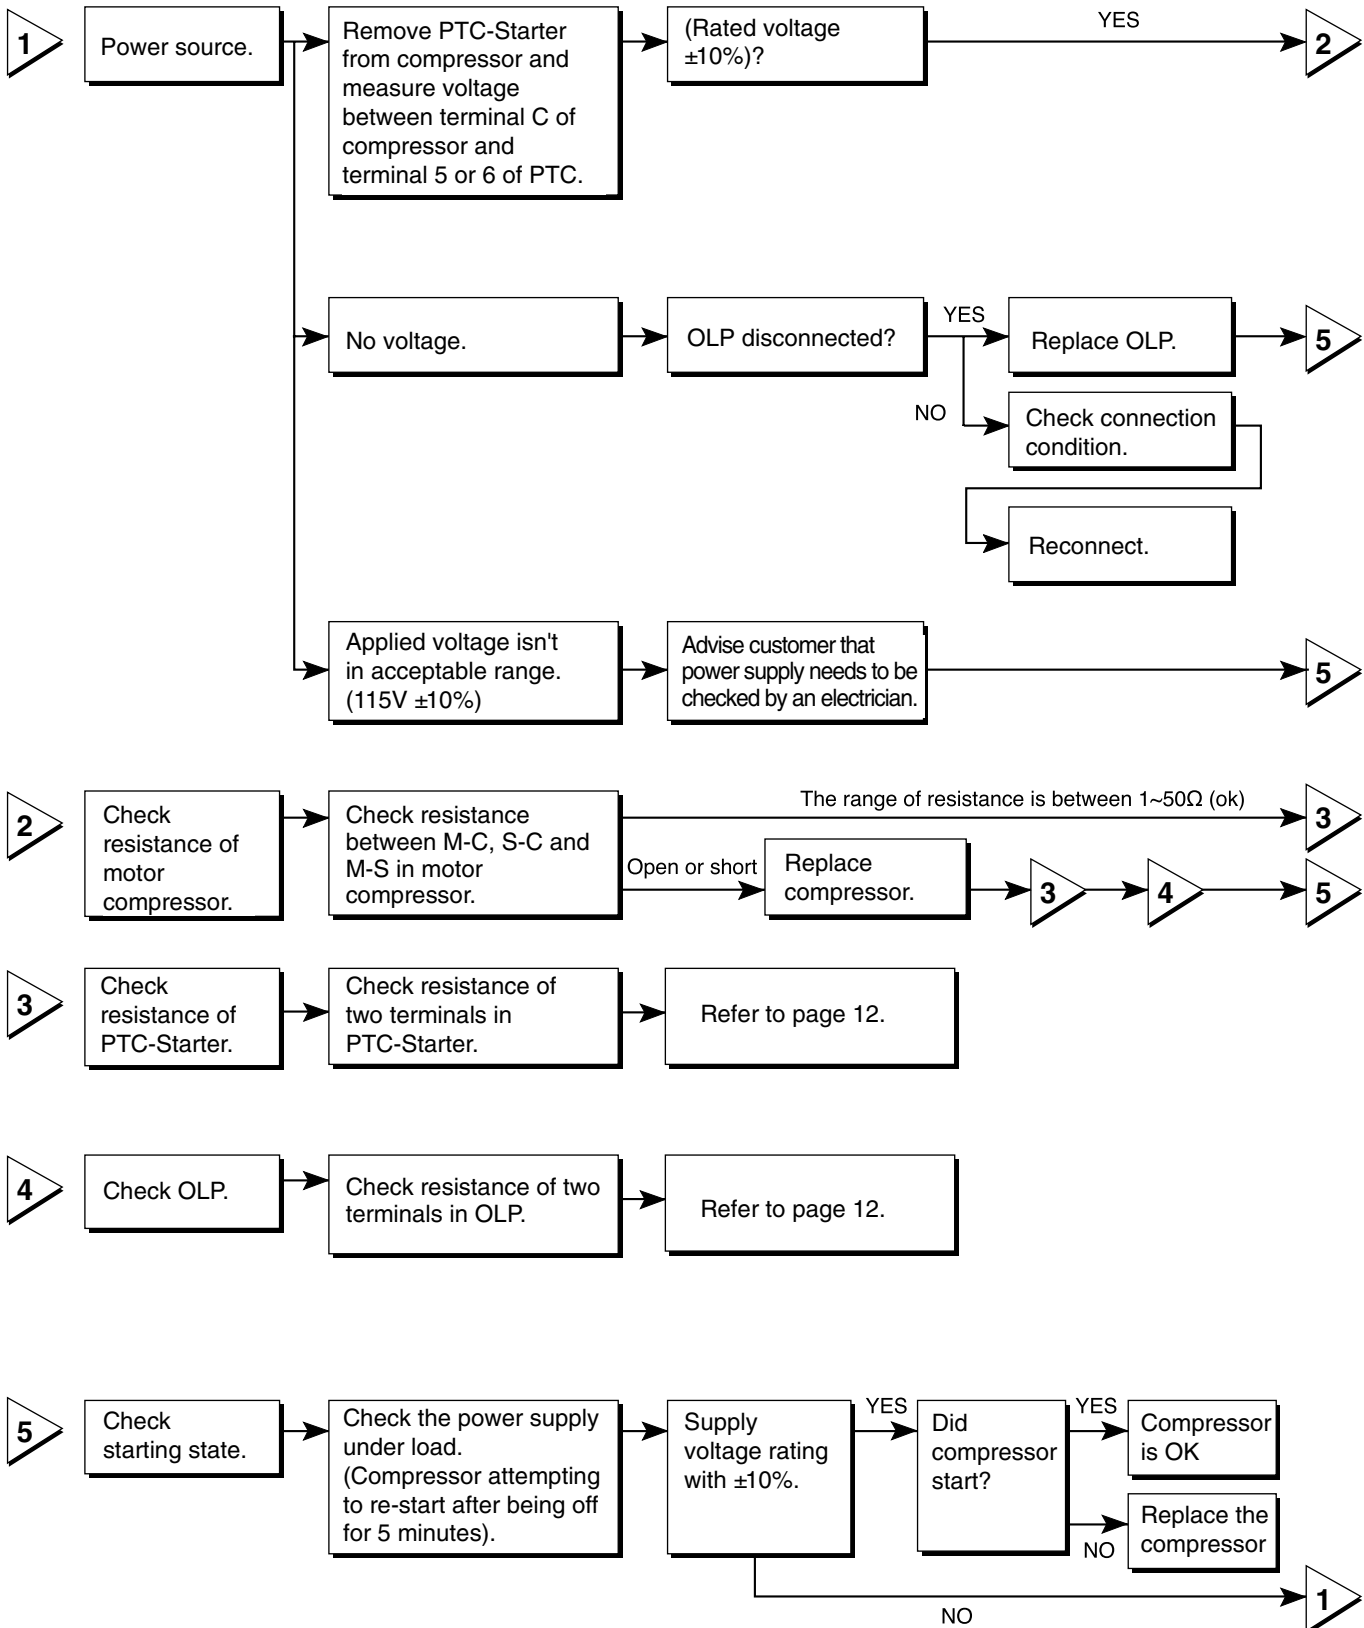 1
Power source.
Remove PTC-Starter
from compressor and
measure voltage
between terminal C of
compressor and
terminal 5 or 6 of PTC.
(Rated voltage
±10%)?
YES
2
No voltage.
OLP disconnected?
YES
Replace OLP.
5
NO
Check connection
condition.
Reconnect.
Applied voltage isn't
in acceptable range.
(115V ±10%)
Advise customer that
power supply needs to be
checked by an electrician.
5
2
Check
resistance of
motor
compressor.
Check resistance
between M-C, S-C and
M-S in motor
compressor.
The range of resistance is between 1~50Ω (ok)
3
Open or short
Replace
compressor.
3
4
5
3
Check
resistance of
PTC-Starter.
Check resistance of
two terminals in
PTC-Starter.
Refer to page 12.
4
Check OLP.
Check resistance of two
terminals in OLP.
Refer to page 12.
5
Check
starting state.
Check the power supply
under load.
(Compressor attempting
to re-start after being off
for 5 minutes).
Supply
voltage rating
with ±10%.
YES
Did
compressor
start?
YES
Compressor
is OK
NO
Replace the
compressor
NO
1